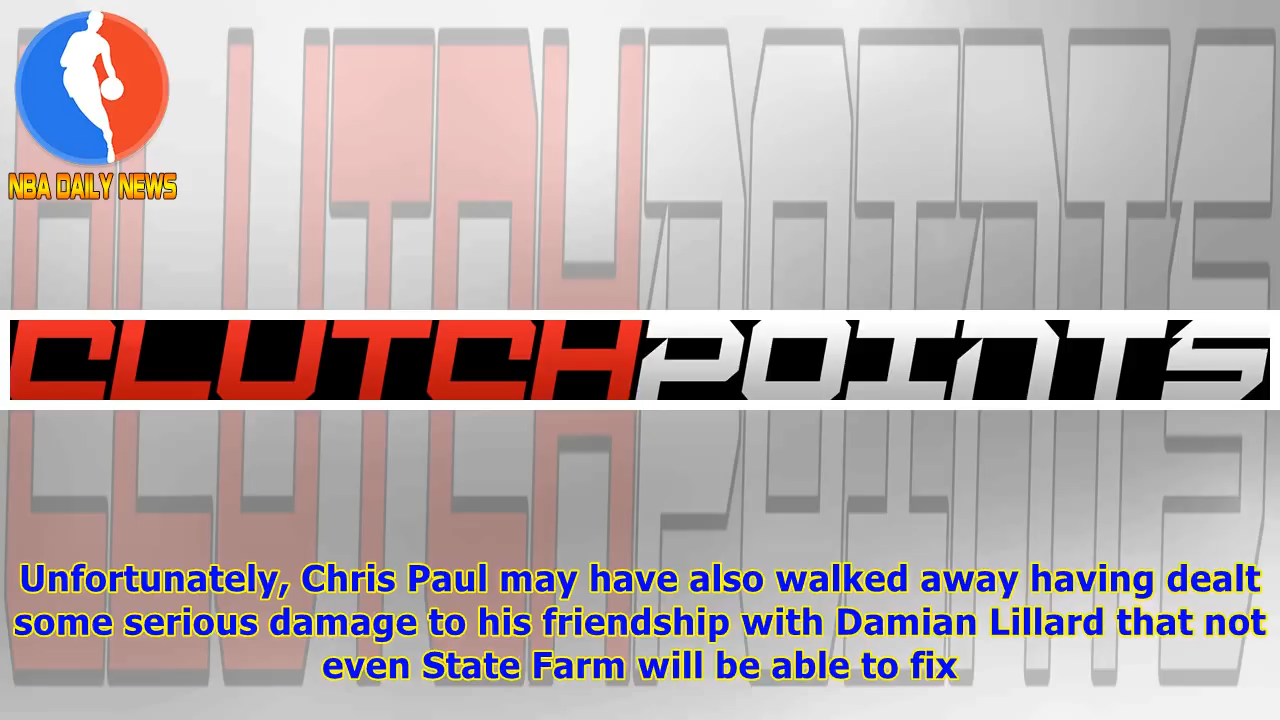 NBA DAILY NEWS
CLUTCHPOINTS
Unfortunately, Chris Paul may have also walked away having dealt
some serious damage to his friendship with Damian Lillard that not
even State Farm will be able to fix